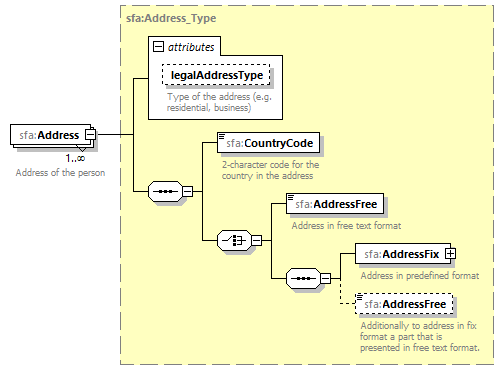 sfa:Address_Type
attributes
legalAddressType
Type of the address (e.g.
residential, business)
sfa:Address
1..∞
Address of the person
sfa:CountryCode
2-character code for the
country in the address
sfa:AddressFree
Address in free text format
sfa:AddressFix
Address in predefined format
sfa:AddressFree
Additionally to address in fix
format a part that is
presented in free text format.